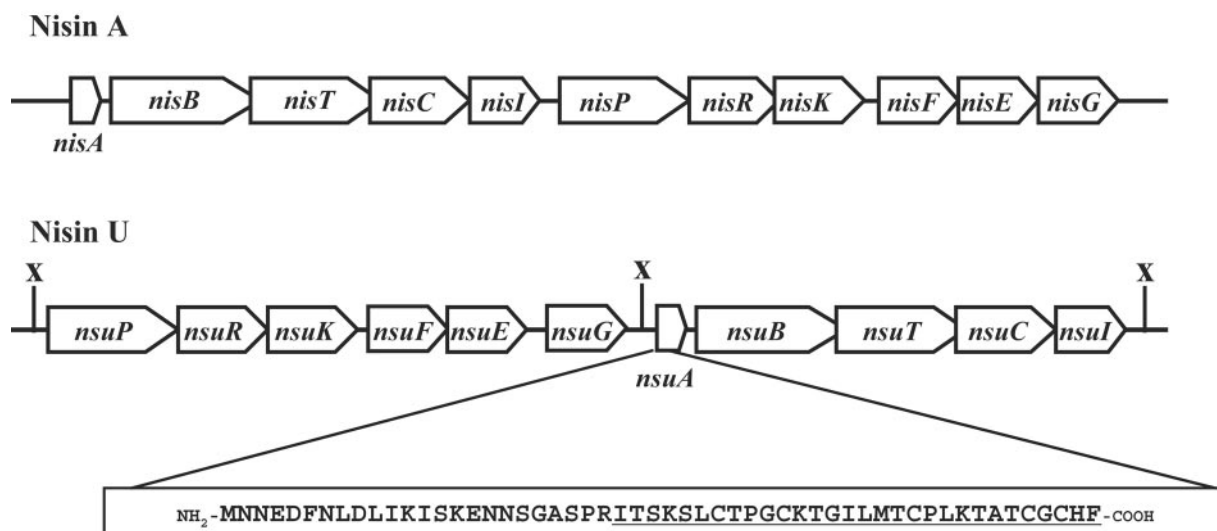 Nisin A
nisB nisT nisC nisI nisP nisR nisK nisF nisE nisG
nisA
Nisin U
X X X
nsuP nsuR nsuK nsuF nsuE nsuG nsuB nsuT nsuC nsuI
nsuA
NH2-MNNEDFNLDLIKISKENNSGASPRITSKSLCTPGCKTGILMTCPLKTATCGCHF-COOH